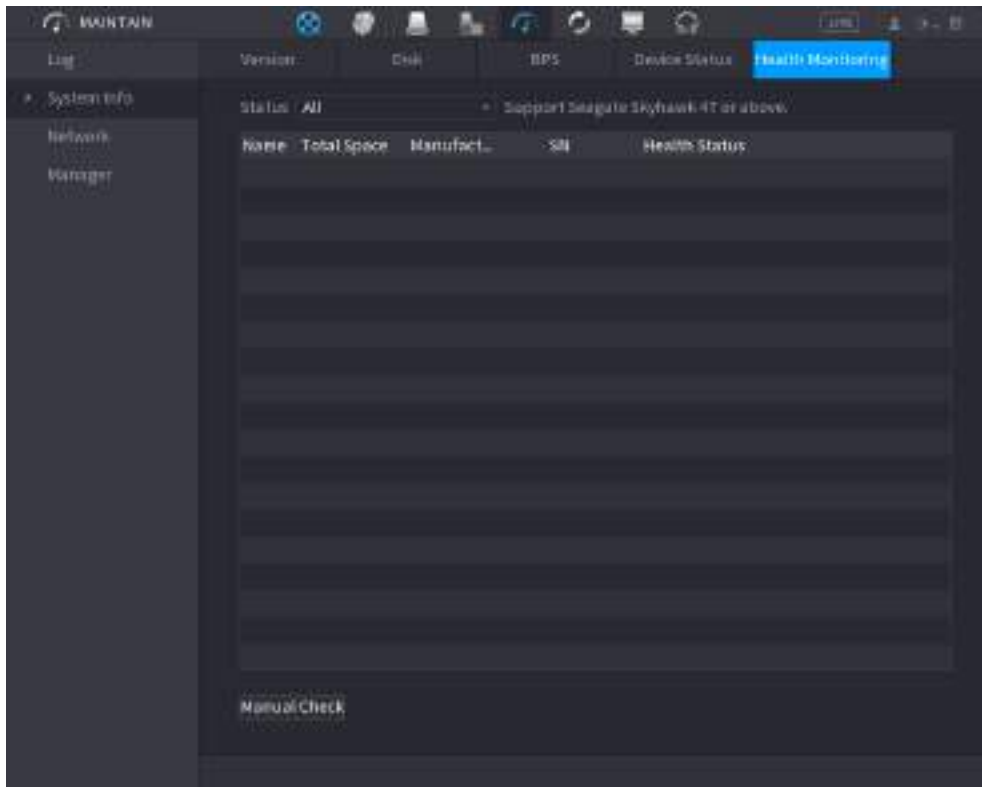 MAINTAIN
LIVE
Log
Version Disk BPS Device Status Health Monitoring
System Info
Status All Support Seagate Skyhawk 4T or above.
Network
Name Total Space Manufact... SN Health Status
Manager
Manual Check